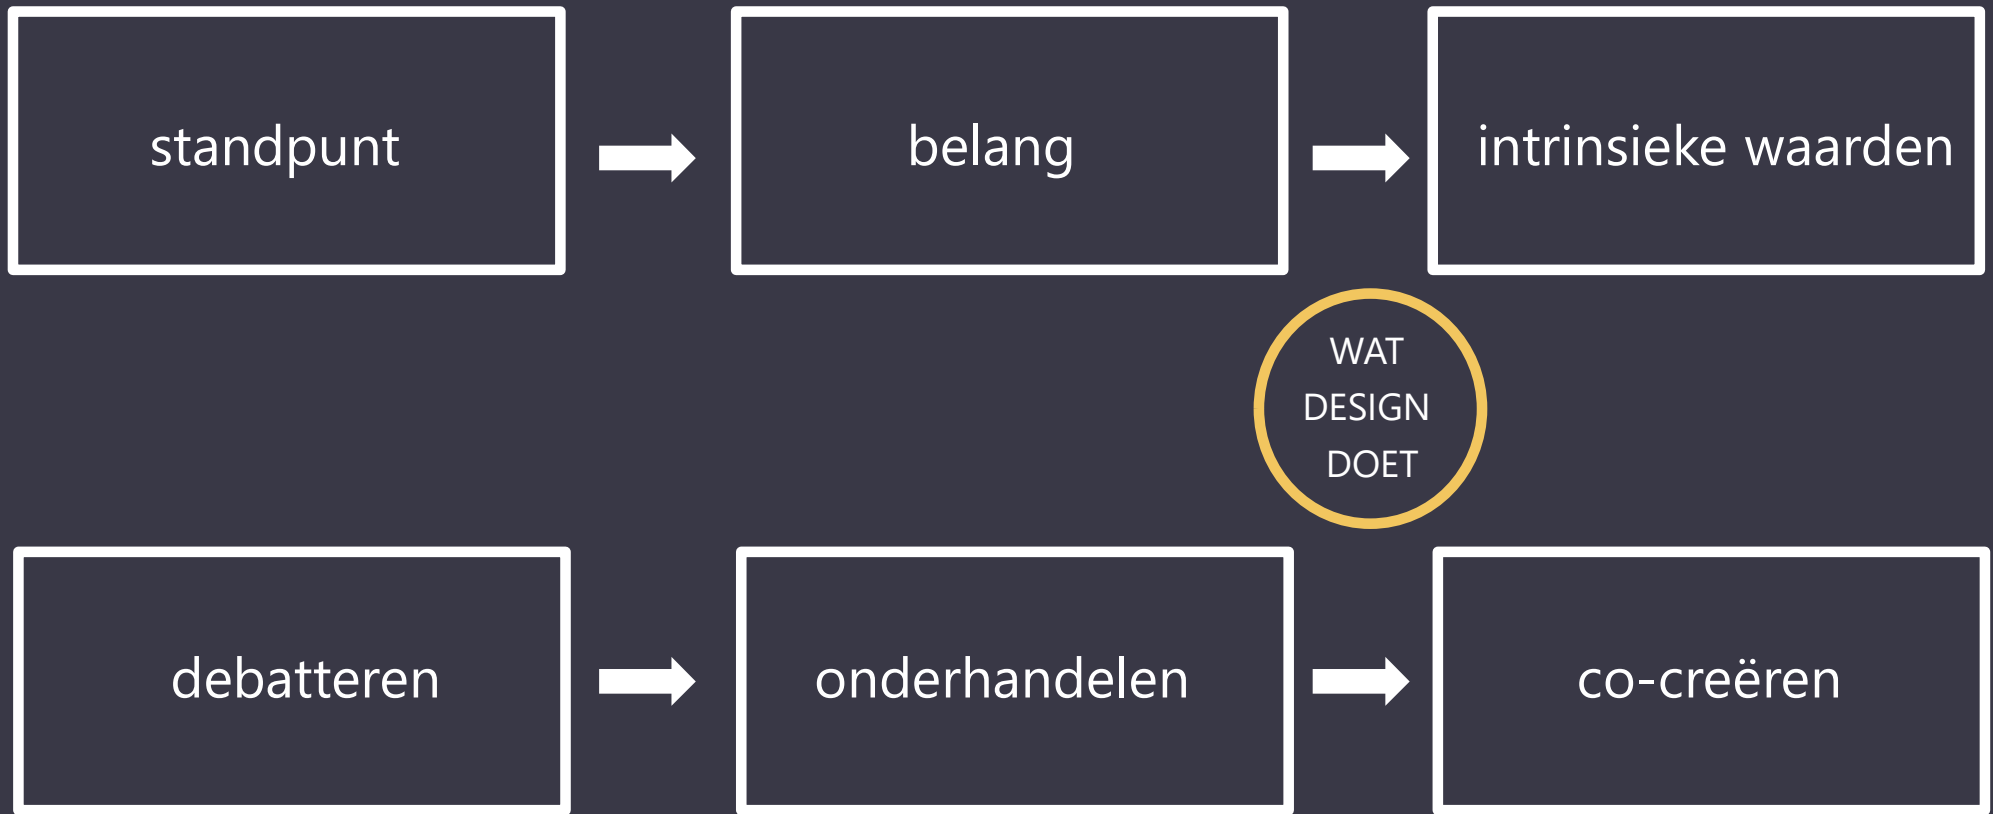 standpunt
belang
intrinsieke waarden
WAT
DESIGN
DOET
debatteren
onderhandelen
co-creëren